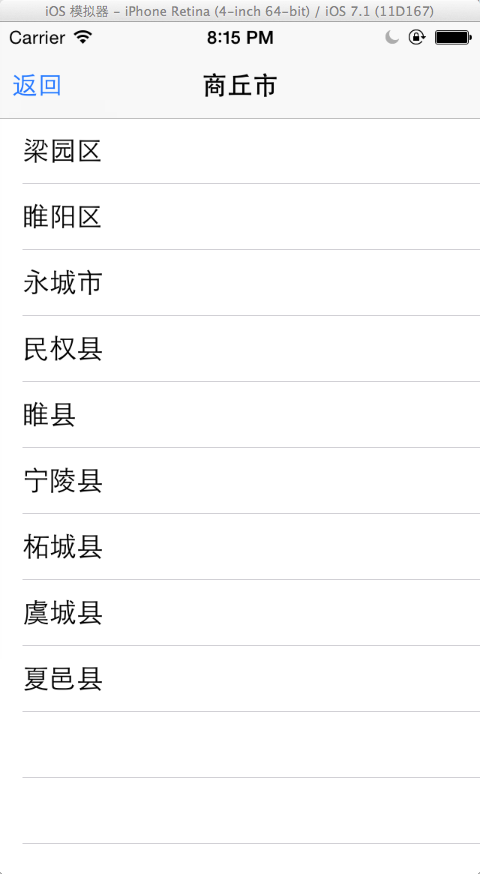 iOS 模拟器 – iPhone Retina (4-inch 64-bit) / iOS 7.1 (11D167)
Carrier 8:15 PM
返回 商丘市
梁园区
睢阳区
永城市
民权县
睢县
宁陵县
柘城县
虞城县
夏邑县